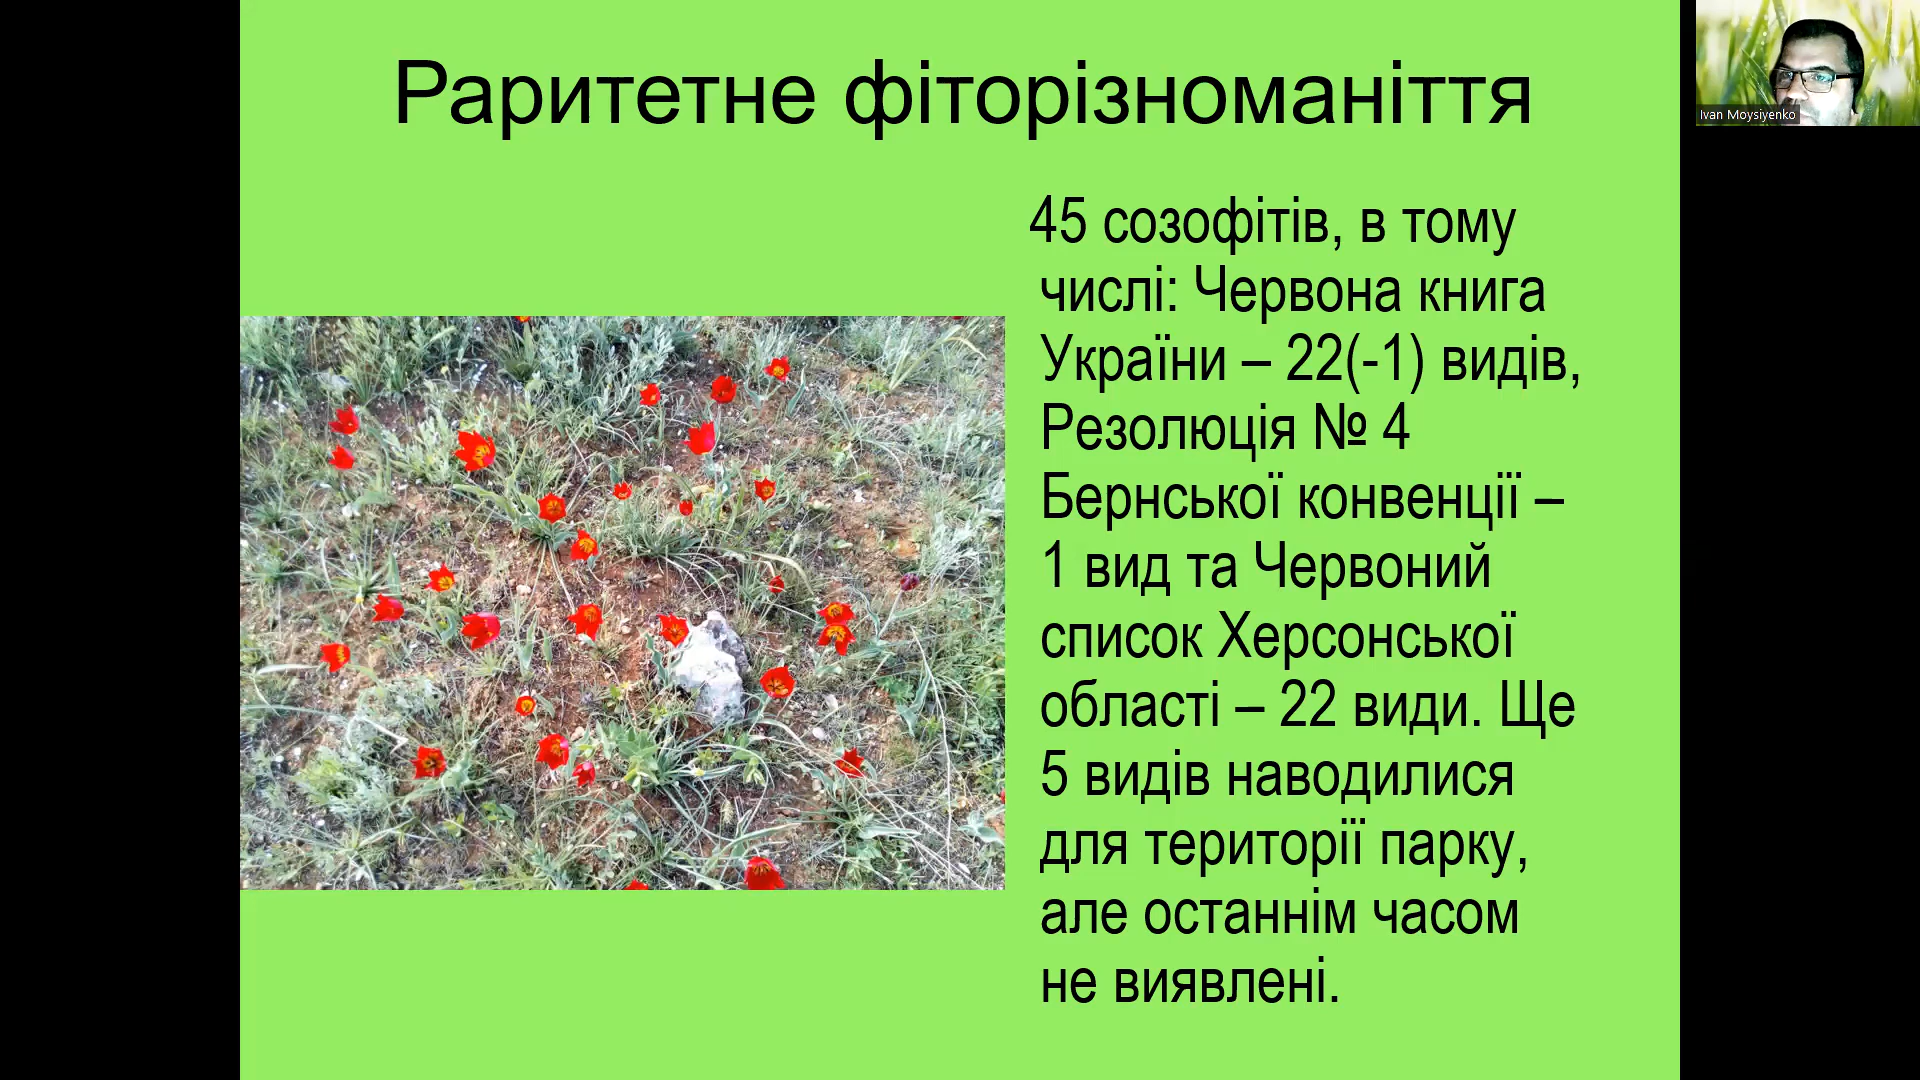 Раритетне фіторізноманіття
Ivan Moysiyenko
45 созофітів, в тому
числі: Червона книга
України – 22(-1) видів,
Резолюція № 4
Бернської конвенції –
1 вид та Червоний
список Херсонської
області – 22 види. Ще
5 видів наводилися
для території парку,
але останнім часом
не виявлені.